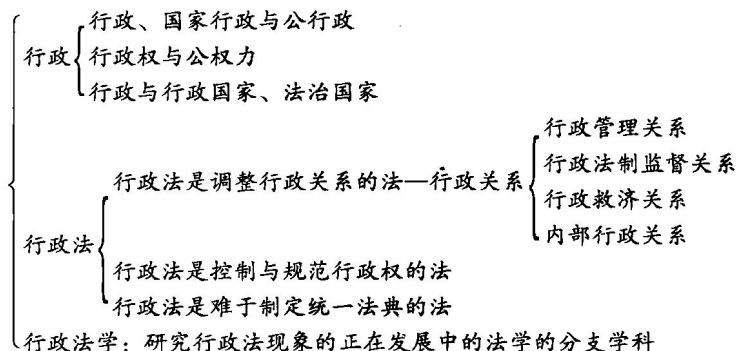 行政、国家行政与公行政
行政
行政权与公权力
行政与行政国家、法治国家
行政管理关系
行政法制监督关系
行政法是调整行政关系的法—行政关系
行政救济关系
内部行政关系
行政法
行政法是控制与规范行政权的法
行政法是难于制定统一法典的法
行政法学：研究行政法现象的正在发展中的法学的分支学科